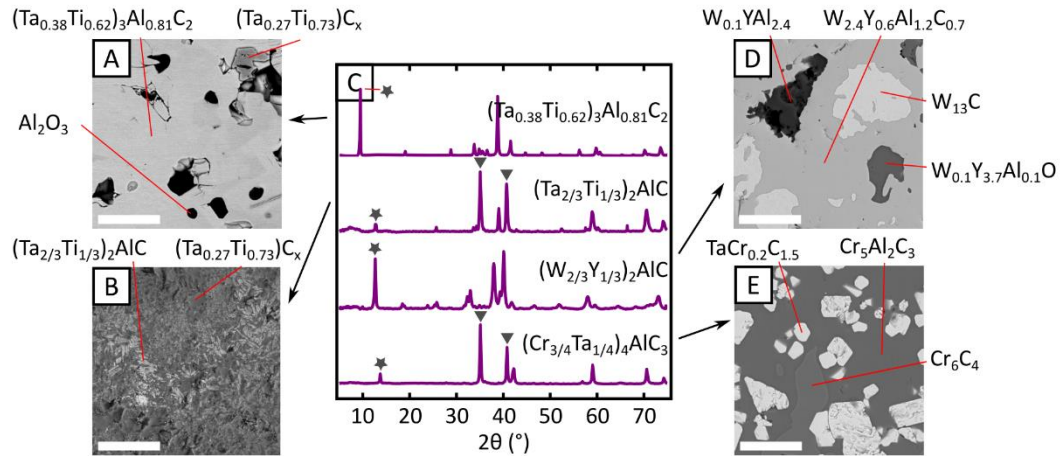 (Ta0.38Ti0.62)3Al0.81C2
(Ta0.27Ti0.73)Cx
A
Al2O3
(Ta2/3Ti1/3)2AlC
(Ta0.27Ti0.73)Cx
B
C
(Ta0.38Ti0.62)3Al0.81C2
(Ta2/3Ti1/3)2AlC
(W2/3Y1/3)2AlC
(Cr3/4Ta1/4)4AlC3
10 20 30 40 50 60 70
2θ (°)
W0.1YAl2.4
W2.4Y0.6Al1.2C0.7
D
W13C
W0.1Y3.7Al0.1O
TaCr0.2C1.5
Cr5Al2C3
E
Cr6C4